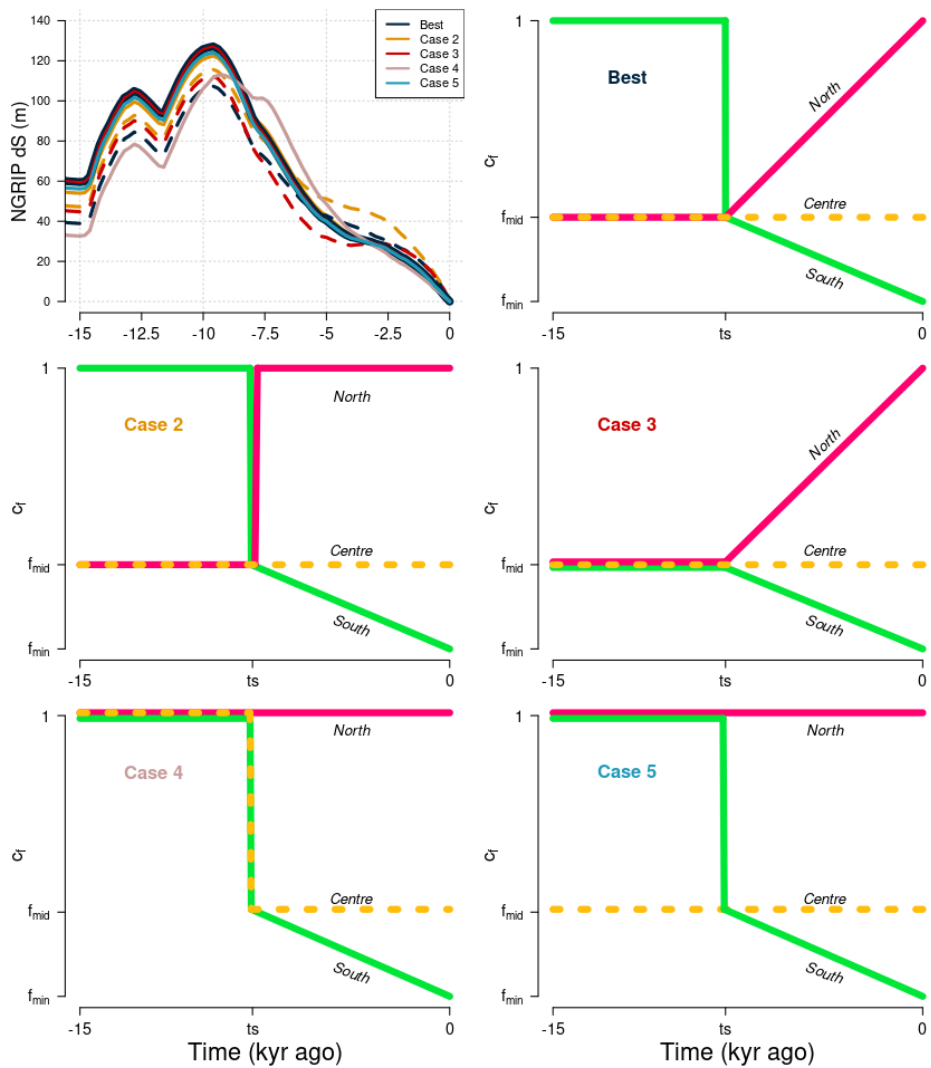 NGRIP dS (m)
140
120
100
80
60
40
20
0
-15
-12.5
-10
-7.5
-5
-2.5
0
Best
Case 2
Case 3
Case 4
Case 5
Best
North
Centre
South
cf
1
fmid
fmin
-15
ts
0
Case 2
North
Centre
South
cf
1
fmid
fmin
-15
ts
0
Case 3
North
Centre
South
cf
1
fmid
fmin
-15
ts
0
Case 4
North
Centre
South
cf
1
fmid
fmin
-15
ts
0
Time (kyr ago)
Case 5
North
Centre
South
cf
1
fmid
fmin
-15
ts
0
Time (kyr ago)